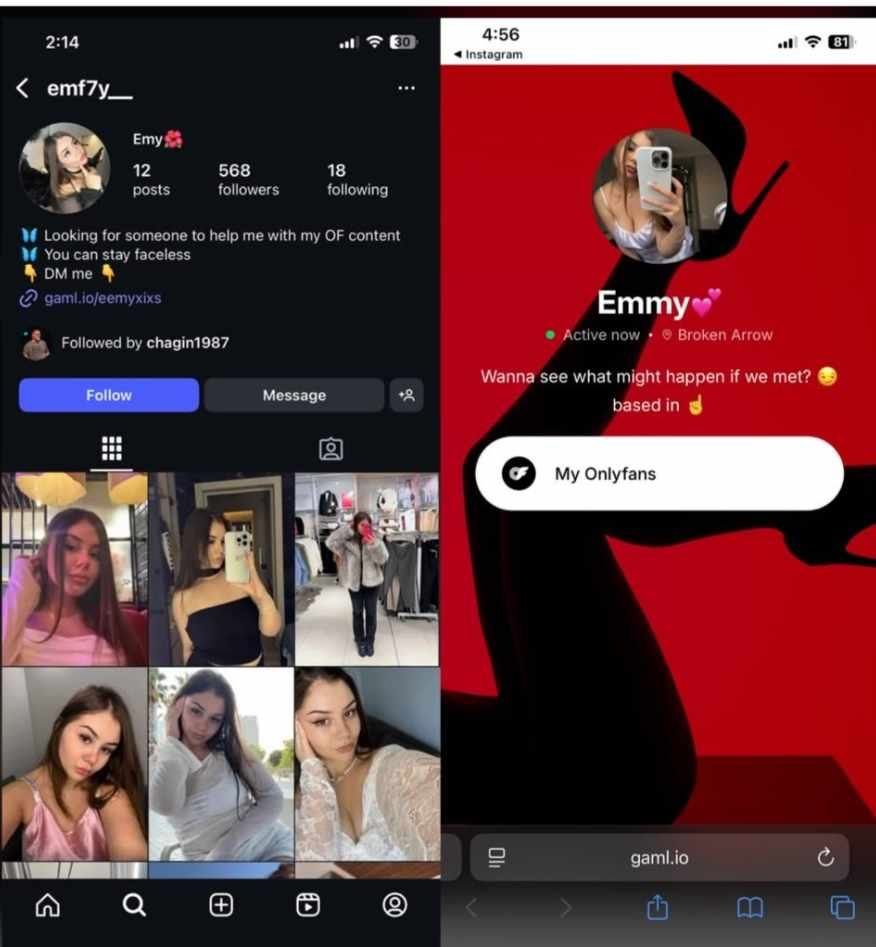 2:14
30
emf7y__
Emy🌺
12
568
18
posts
followers
following
🦋 Looking for someone to help me with my OF content
🦋 You can stay faceless
👇 DM me 👇
gaml.io/eemyxixs
Followed by chagin1987
Follow
Message
4:56
81
◀ Instagram
Emmy💕
Active now • Broken Arrow
Wanna see what might happen if we met? 😏
based in ☝️
My Onlyfans
gaml.io